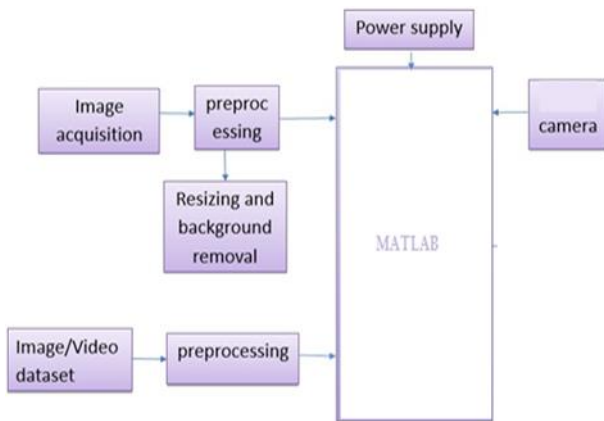 Power supply
Image
acquisition
preproc
essing
camera
Resizing and
background
removal
MATLAB
Image/Video
dataset
preprocessing